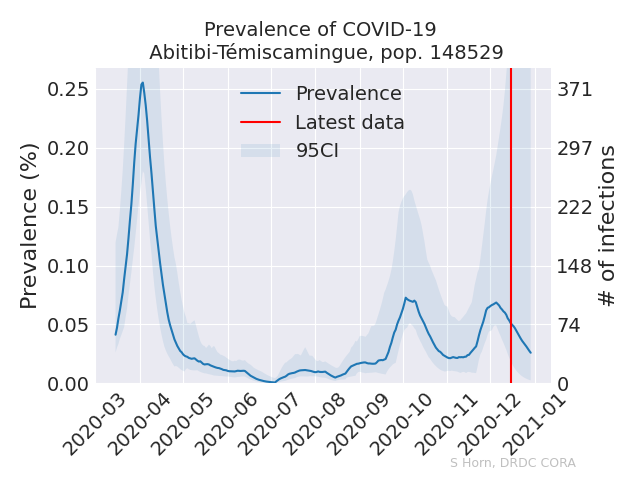 Prevalence of COVID-19
Abitibi-Témiscamingue, pop. 148529
Prevalence (%)
0.25
0.20
0.15
0.10
0.05
0.00
Prevalence
Latest data
95CI
371
297
222
148
74
0
# of infections
2020-03
2020-04
2020-05
2020-06
2020-07
2020-08
2020-09
2020-10
2020-11
2020-12
2021-01
S Horn, DRDC CORA